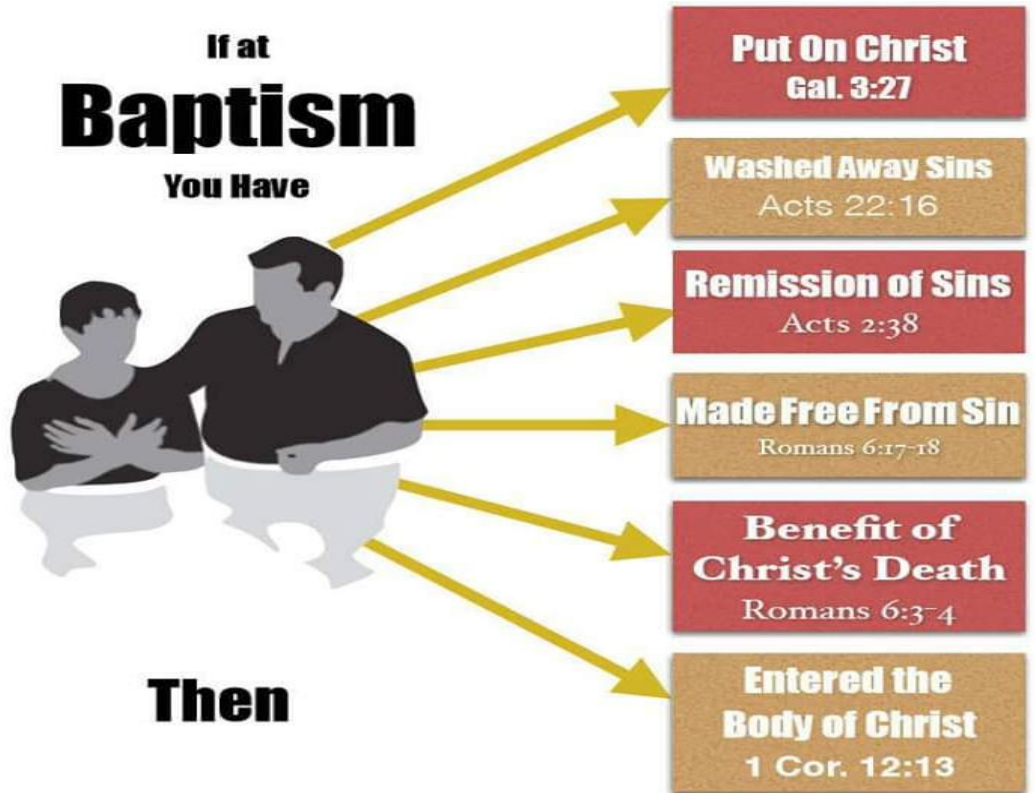 If at
Baptism
You Have
Put On Christ
Gal. 3:27
Washed Away Sins
Acts 22:16
Remission of Sins
Acts 2:38
Made Free From Sin
Romans 6:17-18
Benefit of
Christ's Death
Romans 6:3-4
Entered the
Body of Christ
1 Cor. 12:13
Then